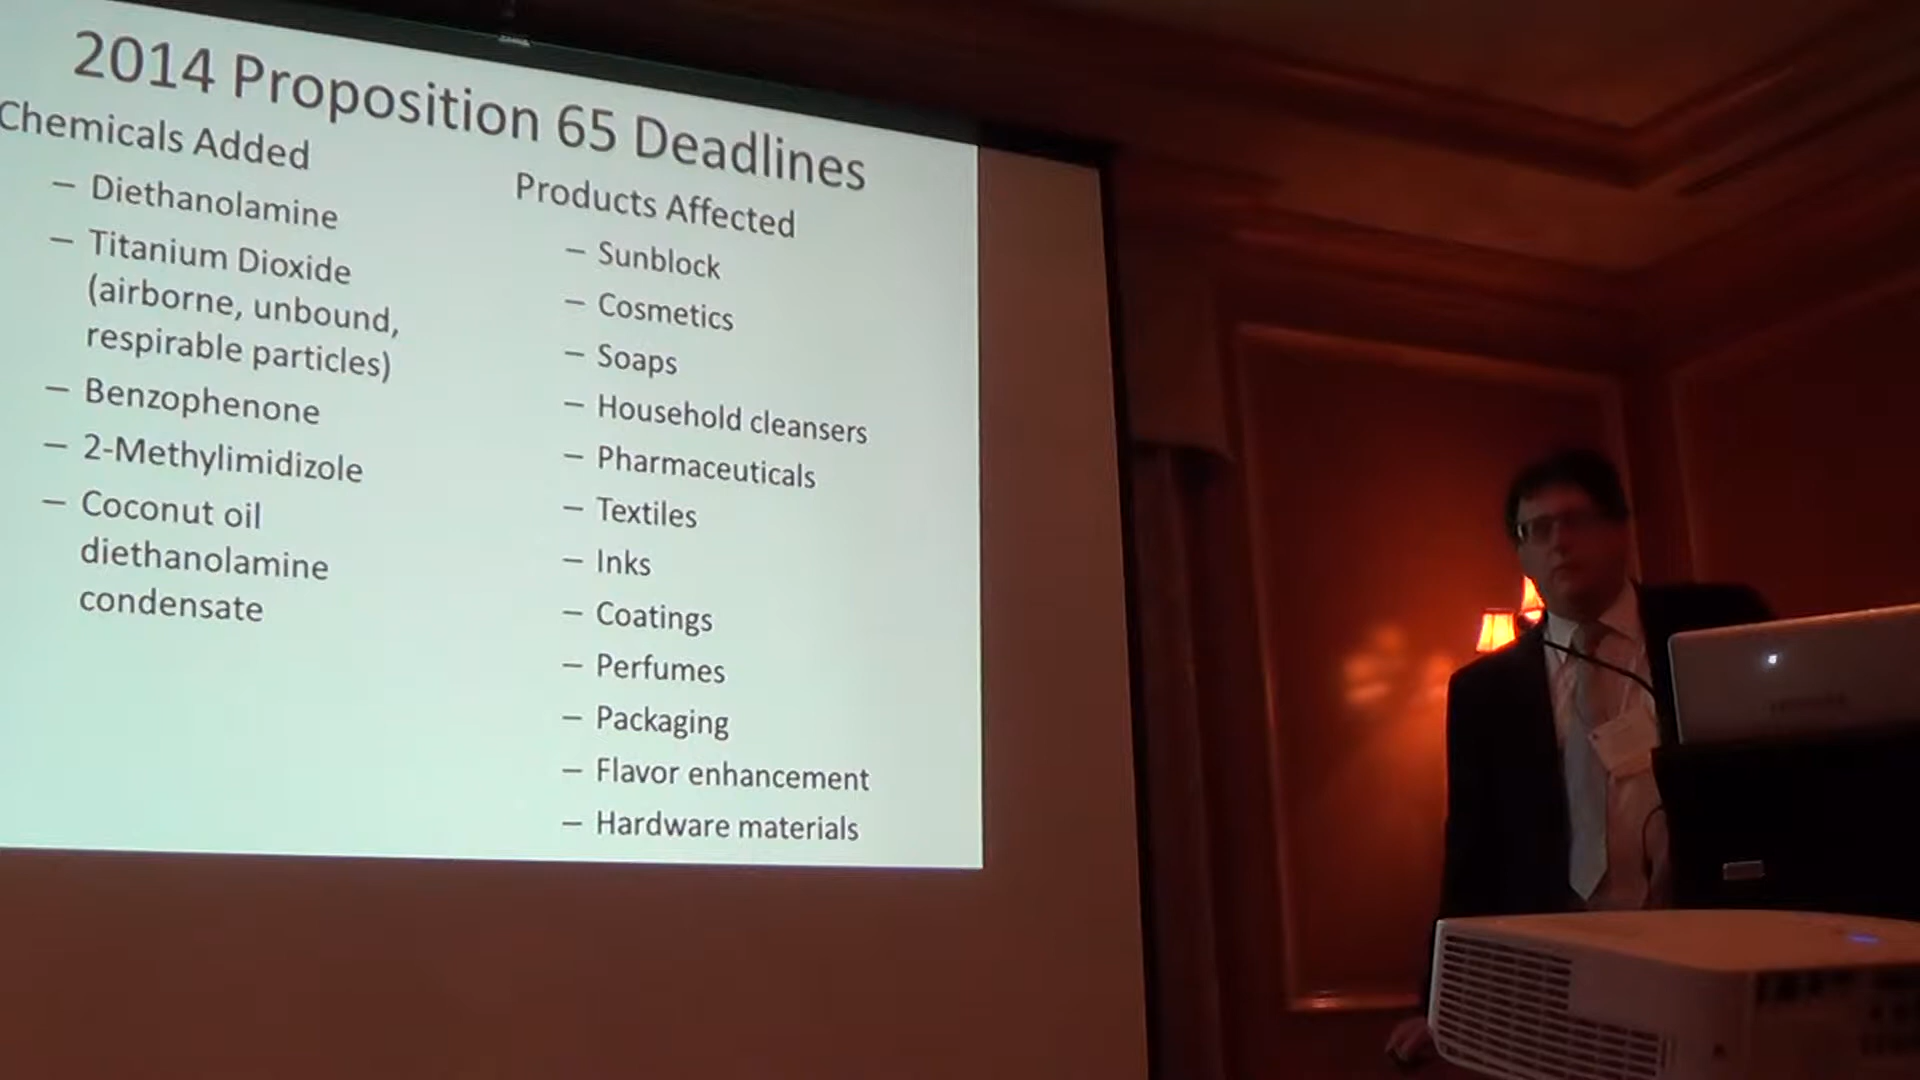 2014 Proposition 65 Deadlines
Chemicals Added
– Diethanolamine
– Titanium Dioxide
(airborne, unbound,
respirable particles)
– Benzophenone
– 2-Methylimidizole
– Coconut oil
diethanolamine
condensate
Products Affected
– Sunblock
– Cosmetics
– Soaps
– Household cleansers
– Pharmaceuticals
– Textiles
– Inks
– Coatings
– Perfumes
– Packaging
– Flavor enhancement
– Hardware materials